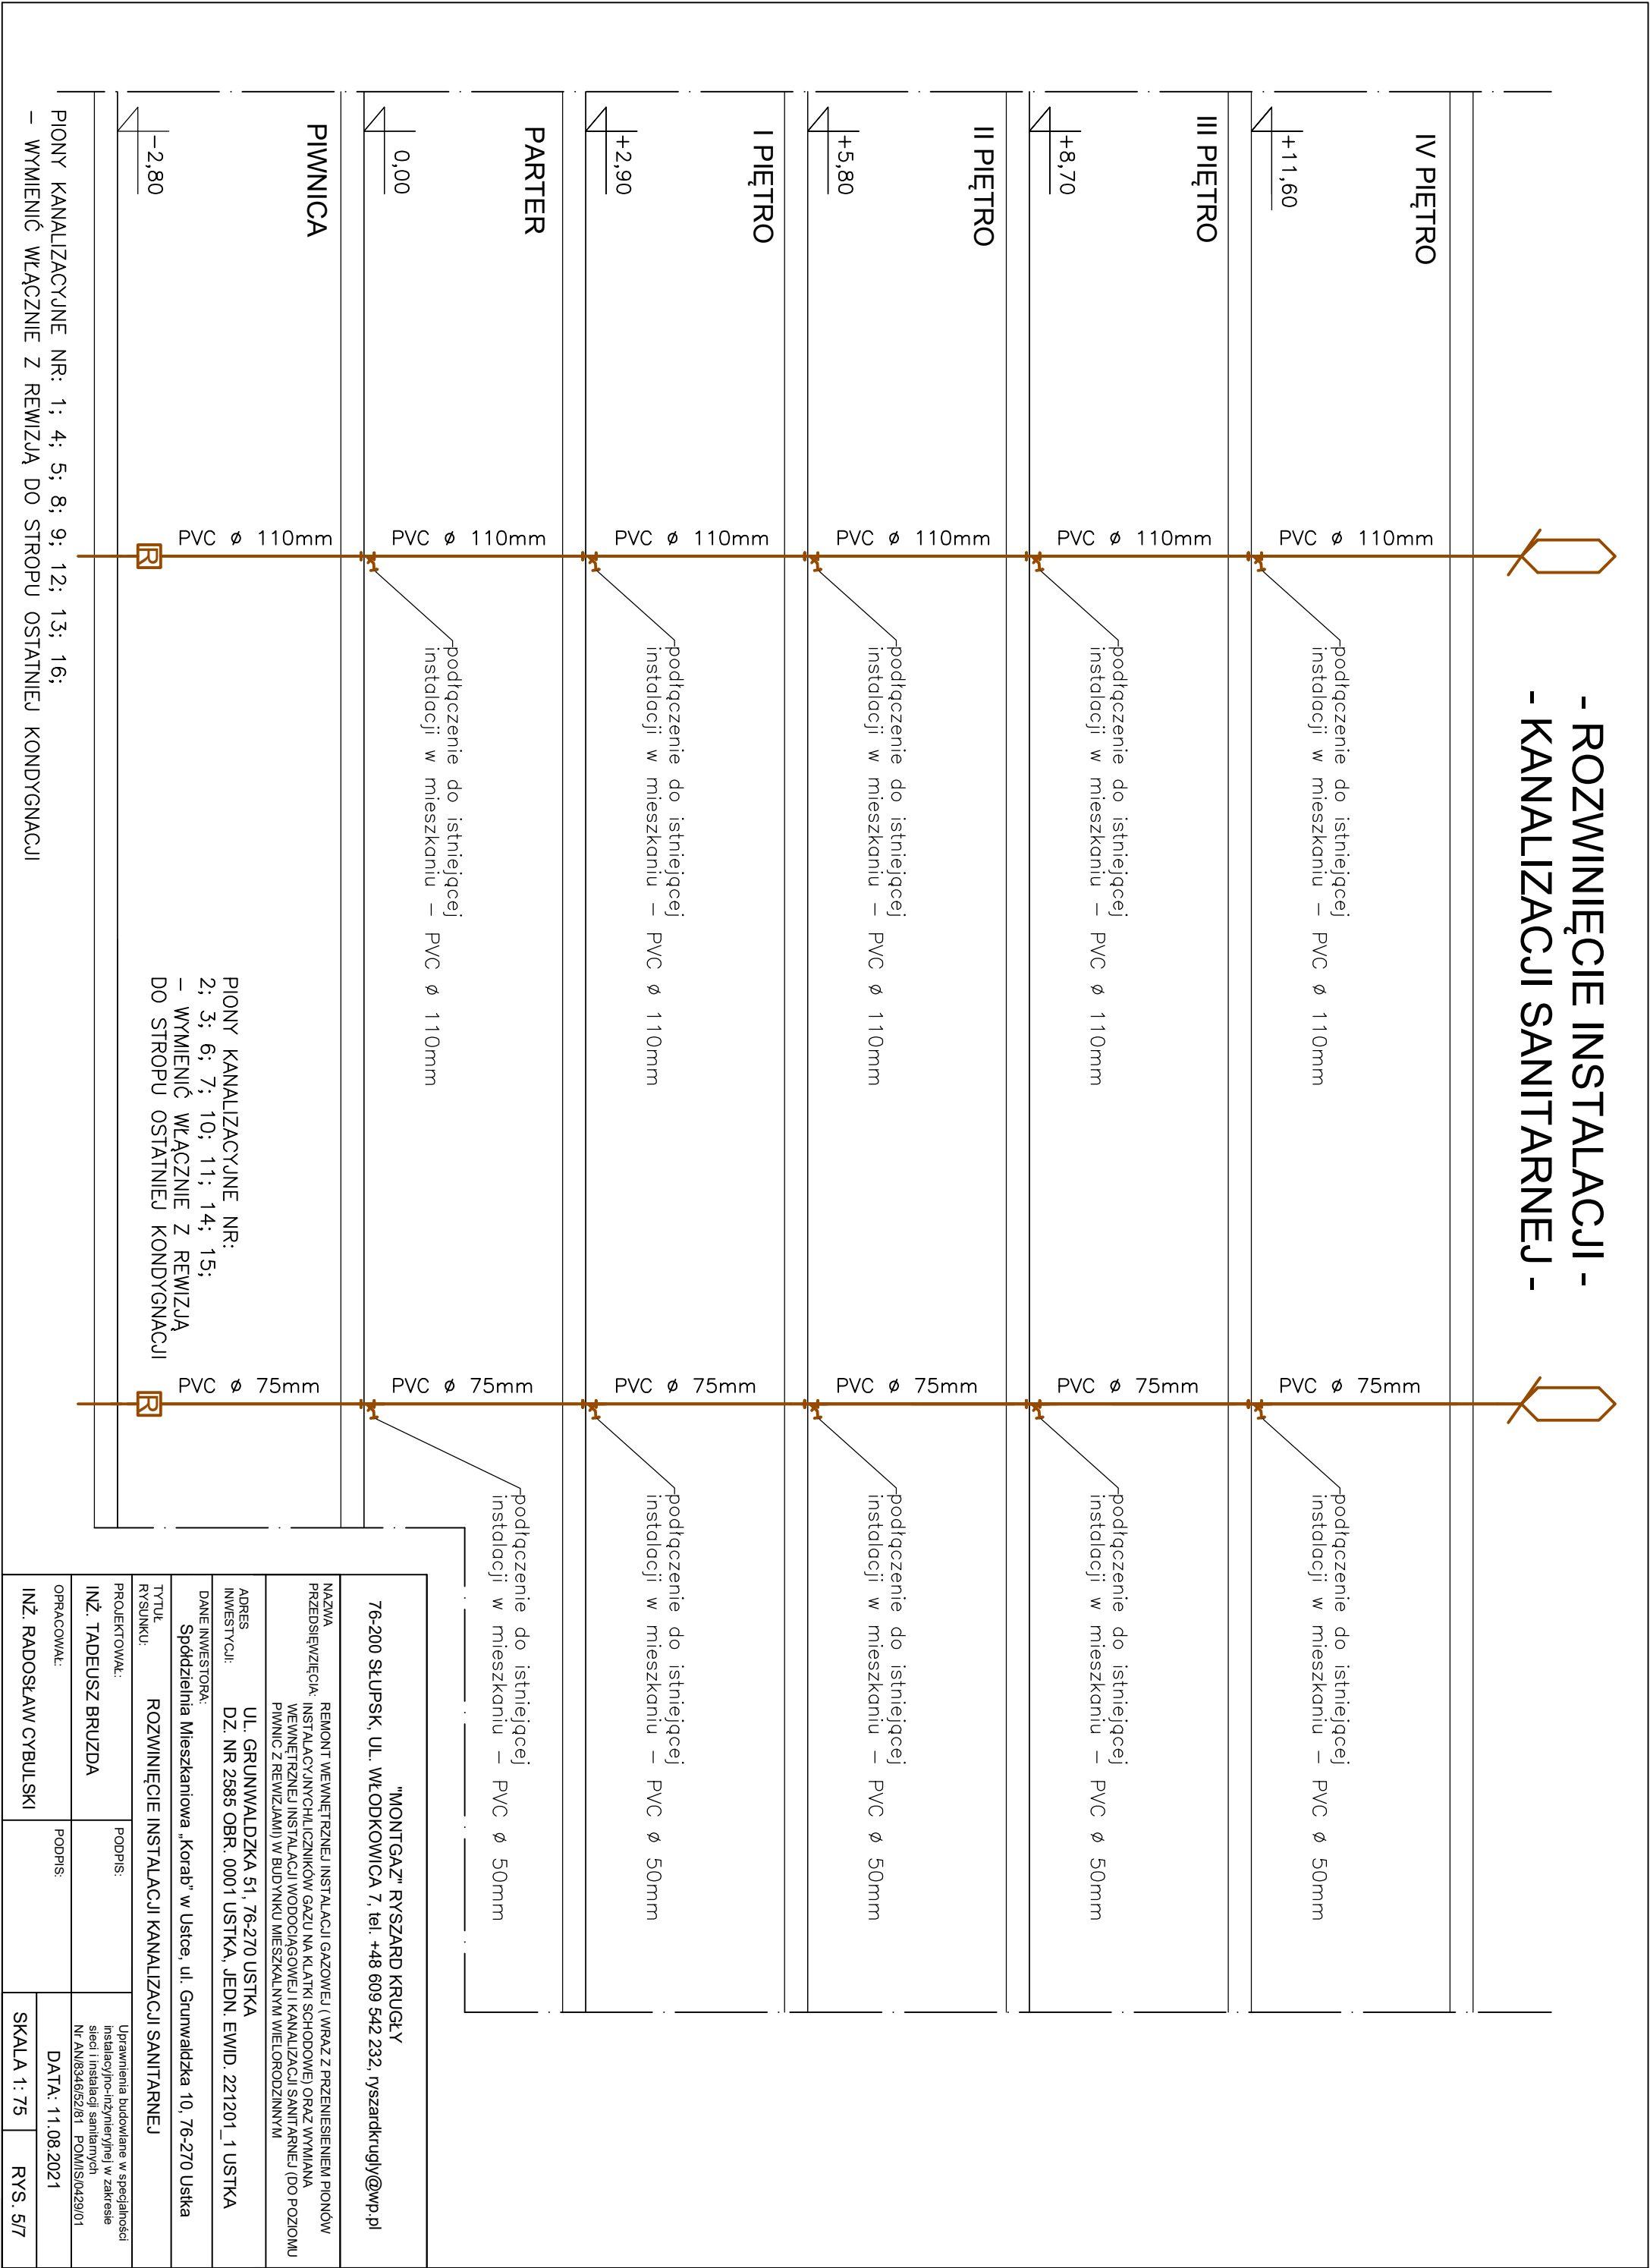 - ROZWINIĘCIE INSTALACJI -
- KANALIZACJI SANITARNEJ -
IV PIĘTRO
PVC ⌀ 110mm
PVC ⌀ 75mm
+11,60
podłączenie do istniejącej
instalacji w mieszkaniu – PVC ⌀ 110mm
podłączenie do istniejącej
instalacji w mieszkaniu – PVC ⌀ 50mm
III PIĘTRO
PVC ⌀ 110mm
PVC ⌀ 75mm
+8,70
podłączenie do istniejącej
instalacji w mieszkaniu – PVC ⌀ 110mm
podłączenie do istniejącej
instalacji w mieszkaniu – PVC ⌀ 50mm
II PIĘTRO
PVC ⌀ 110mm
PVC ⌀ 75mm
+5,80
podłączenie do istniejącej
instalacji w mieszkaniu – PVC ⌀ 110mm
podłączenie do istniejącej
instalacji w mieszkaniu – PVC ⌀ 50mm
I PIĘTRO
PVC ⌀ 110mm
PVC ⌀ 75mm
+2,90
podłączenie do istniejącej
instalacji w mieszkaniu – PVC ⌀ 110mm
podłączenie do istniejącej
instalacji w mieszkaniu – PVC ⌀ 50mm
PARTER
PVC ⌀ 110mm
PVC ⌀ 75mm
0,00
podłączenie do istniejącej
instalacji w mieszkaniu – PVC ⌀ 110mm
podłączenie do istniejącej
instalacji w mieszkaniu – PVC ⌀ 50mm
PIWNICA
PVC ⌀ 110mm
PVC ⌀ 75mm
R
R
-2,80
PIONY KANALIZACYJNE NR:
2; 3; 6; 7; 10; 11; 14; 15;
– WYMIENIĆ WŁĄCZNIE Z REWIZJĄ
DO STROPU OSTATNIEJ KONDYGNACJI
PIONY KANALIZACYJNE NR: 1; 4; 5; 8; 9; 12; 13; 16;
– WYMIENIĆ WŁĄCZNIE Z REWIZJĄ DO STROPU OSTATNIEJ KONDYGNACJI
"MONTGAZ" RYSZARD KRUGŁY
76-200 SŁUPSK, UL. WŁODKOWICA 7, tel. +48 609 542 232, ryszardkrugly@wp.pl
NAZWA
PRZEDSIĘWZIĘCIA:
REMONT WEWNĘTRZNEJ INSTALACJI GAZOWEJ ( WRAZ Z PRZENIESIENIEM PIONÓW
INSTALACYJNYCH/LICZNIKÓW GAZU NA KLATKI SCHODOWE) ORAZ WYMIANA
WEWNĘTRZNEJ INSTALACJI WODOCIĄGOWEJ I KANALIZACJI SANITARNEJ (DO POZIOMU
PIWNIC Z REWIZJAMI) W BUDYNKU MIESZKALNYM WIELORODZINNYM
ADRES
INWESTYCJI:
UL. GRUNWALDZKA 51, 76-270 USTKA
DZ. NR 2585 OBR. 0001 USTKA, JEDN. EWID. 221201_1 USTKA
DANE INWESTORA:
Spółdzielnia Mieszkaniowa „Korab” w Ustce, ul. Grunwaldzka 10, 76-270 Ustka
TYTUŁ
RYSUNKU:
ROZWINIĘCIE INSTALACJI KANALIZACJI SANITARNEJ
PROJEKTOWAŁ:
INŻ. TADEUSZ BRUZDA
PODPIS:
Uprawnienia budowlane w specjalności
instalacyjno-inżynieryjnej w zakresie
sieci i instalacji sanitarnych
Nr AN/8346/52/81 POM/IS/0429/01
OPRACOWAŁ:
INŻ. RADOSŁAW CYBULSKI
PODPIS:
DATA: 11.08.2021
SKALA 1: 75
RYS. 5/7